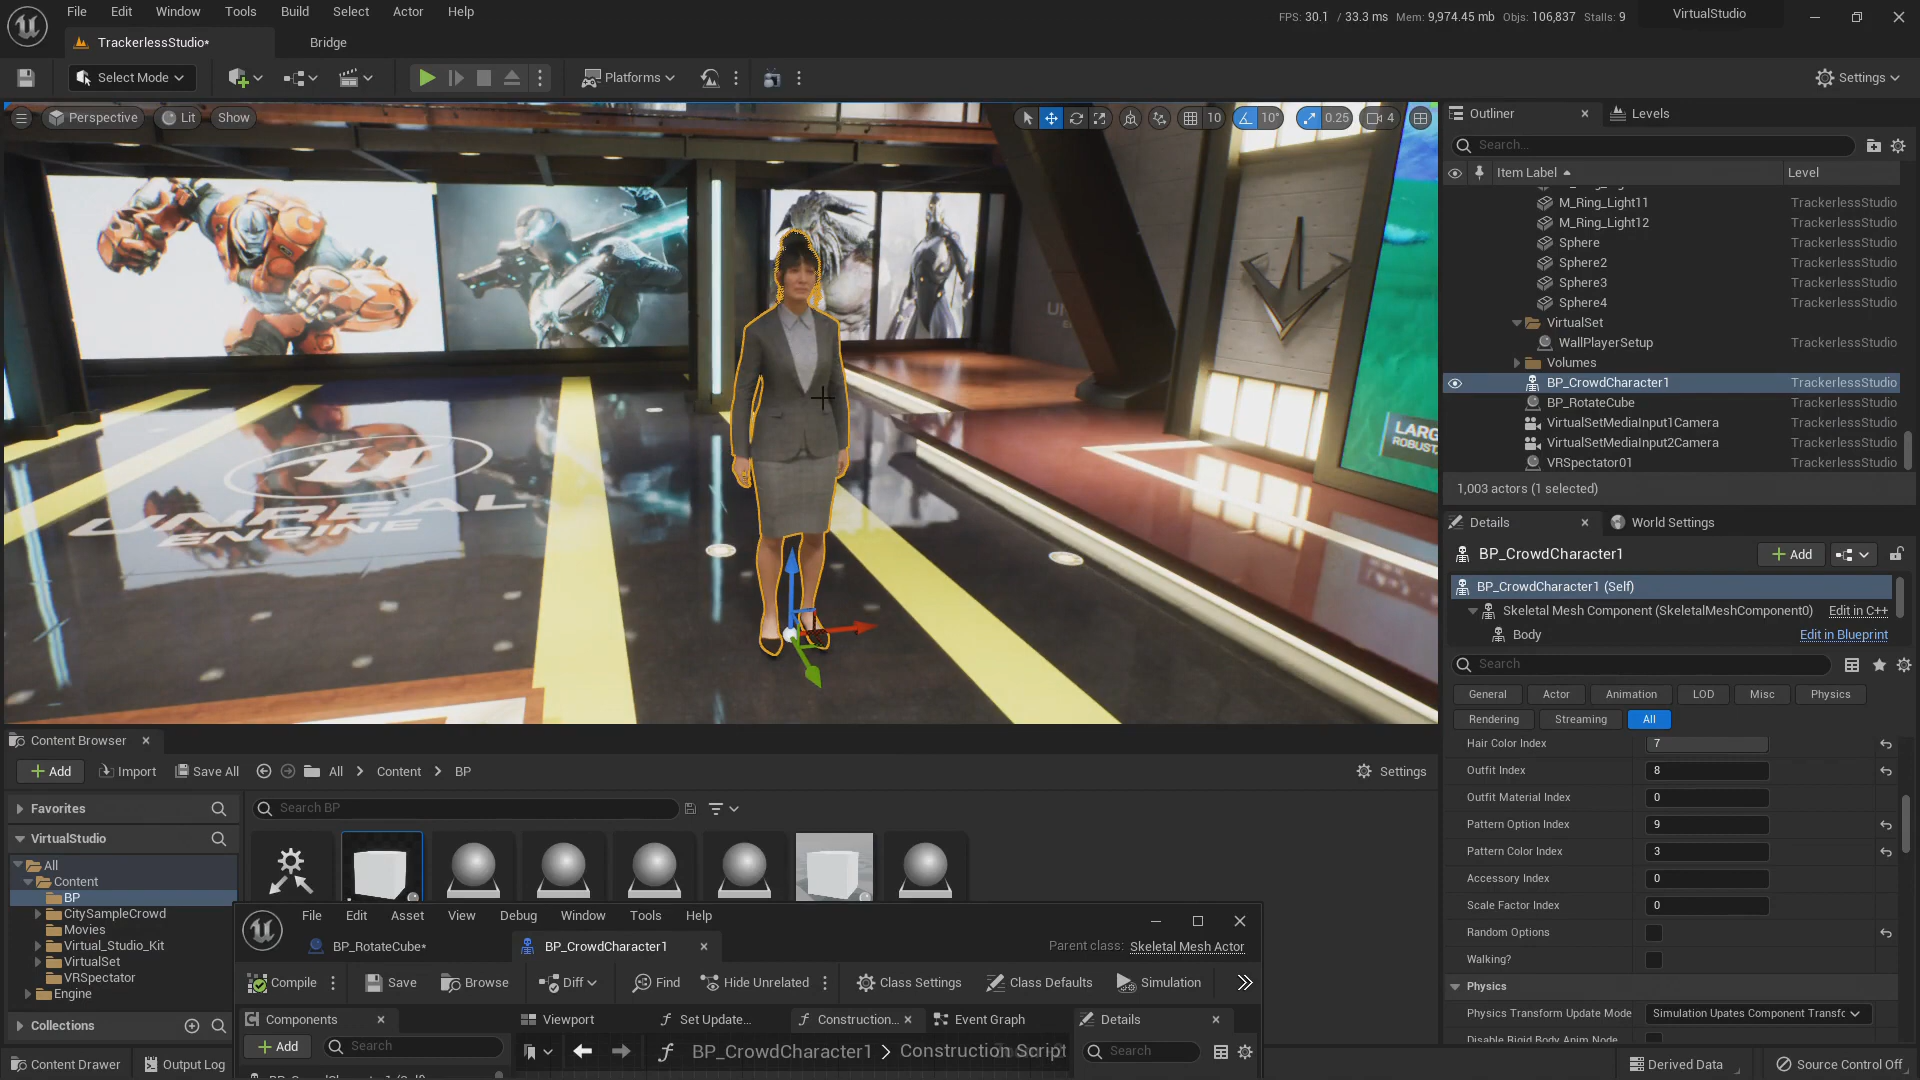 File Edit Window Tools Build Select Actor Help
FPS: 30.1 / 33.3 ms Mem: 9,974.45 mb Objs: 106,837 Stalls: 9
VirtualStudio
TrackerlessStudio*
Bridge
Select Mode
Platforms
Settings
Perspective
Lit
Show
10
10°
0.25
4
UNREAL
ENGINE
LARG
ROBUST
Outliner
Levels
Search...
Item Label
Level
M_Ring_Light11 TrackerlessStudio
M_Ring_Light12 TrackerlessStudio
Sphere TrackerlessStudio
Sphere2 TrackerlessStudio
Sphere3 TrackerlessStudio
Sphere4 TrackerlessStudio
VirtualSet TrackerlessStudio
WallPlayerSetup TrackerlessStudio
Volumes TrackerlessStudio
BP_CrowdCharacter1 TrackerlessStudio
BP_RotateCube TrackerlessStudio
VirtualSetMediaInput1Camera TrackerlessStudio
VirtualSetMediaInput2Camera TrackerlessStudio
VRSpectator01 TrackerlessStudio
1,003 actors (1 selected)
Details
World Settings
BP_CrowdCharacter1
Add
BP_CrowdCharacter1 (Self)
Skeletal Mesh Component (SkeletalMeshComponent0) Edit in C++
Body Edit in Blueprint
Search
General Actor Animation LOD Misc Physics
Rendering Streaming All
Hair Color Index 7
Outfit Index 8
Outfit Material Index 0
Pattern Option Index 9
Pattern Color Index 3
Accessory Index 0
Scale Factor Index 0
Random Options
Walking?
Physics
Physics Transform Update Mode Simulation Upates Component Transfc
Disable Rigid Body Anim Node
Derived Data
Source Control Off
Content Browser
Add Import Save All All Content BP
Settings
Favorites
Search BP
VirtualStudio
All
Content
BP
CitySampleCrowd
Movies
Virtual_Studio_Kit
VirtualSet
VRSpectator
Engine
Collections
Content Drawer
Output Log
File Edit Asset View Debug Window Tools Help
BP_RotateCube*
BP_CrowdCharacter1
Parent class: Skeletal Mesh Actor
Compile Save Browse Diff Find Hide Unrelated Class Settings Class Defaults Simulation
Components
Viewport
Set Update...
Construction...
Event Graph
Details
Add
Search
BP_CrowdCharacter1 > Construction Script
Search